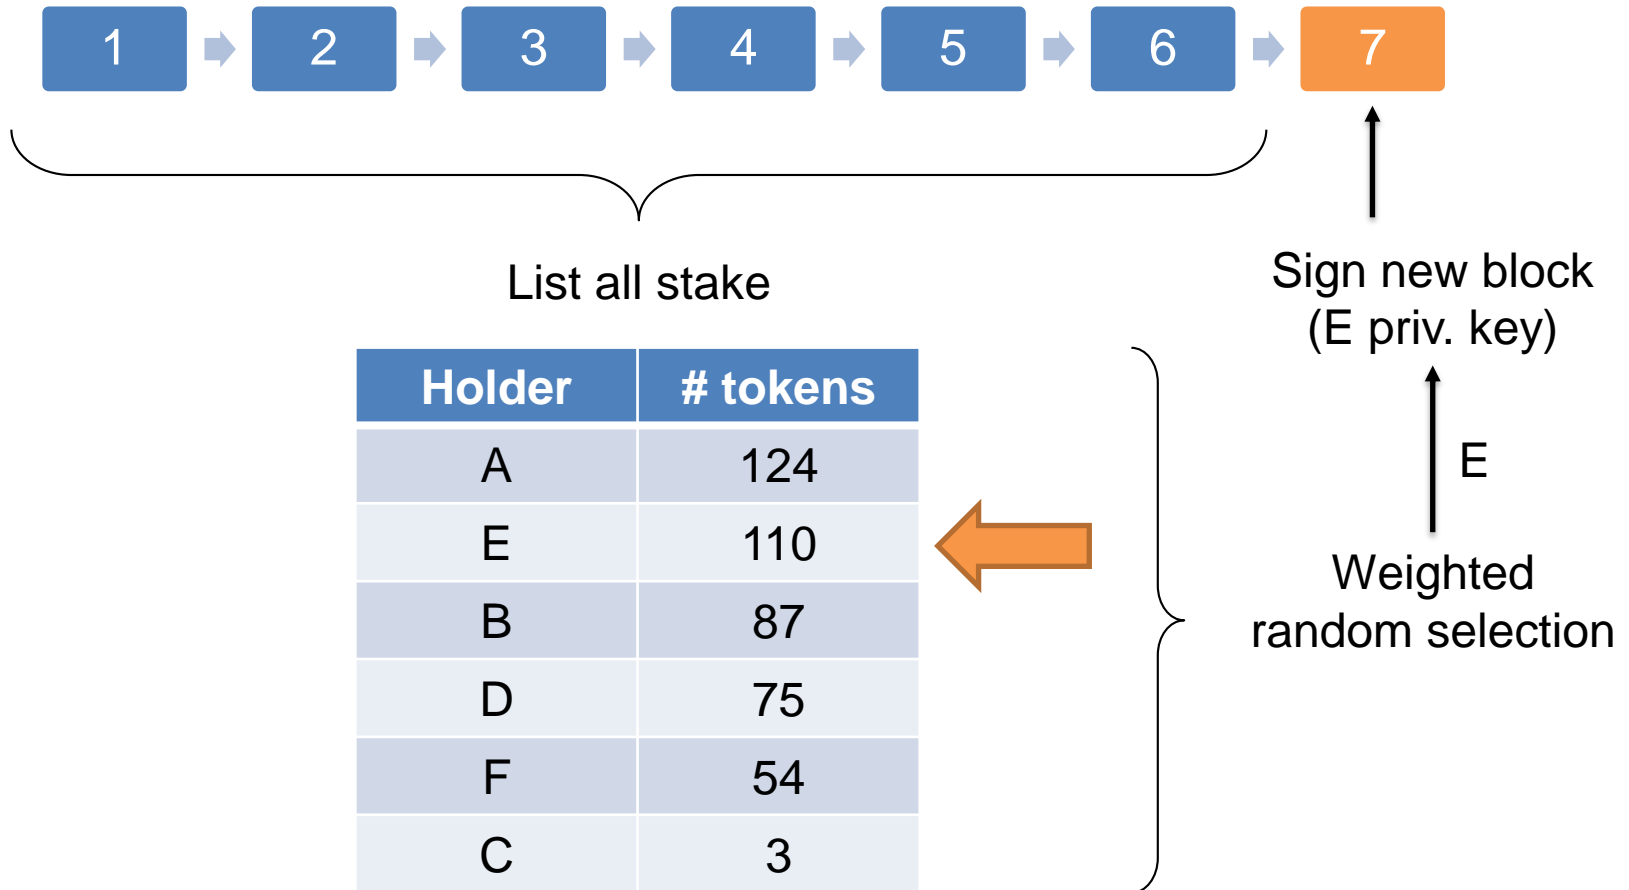 1 2 3 4 5 6 7
List all stake
Sign new block
(E priv. key)
Holder # tokens
A 124
E 110
B 87
D 75
F 54
C 3
E
Weighted
random selection